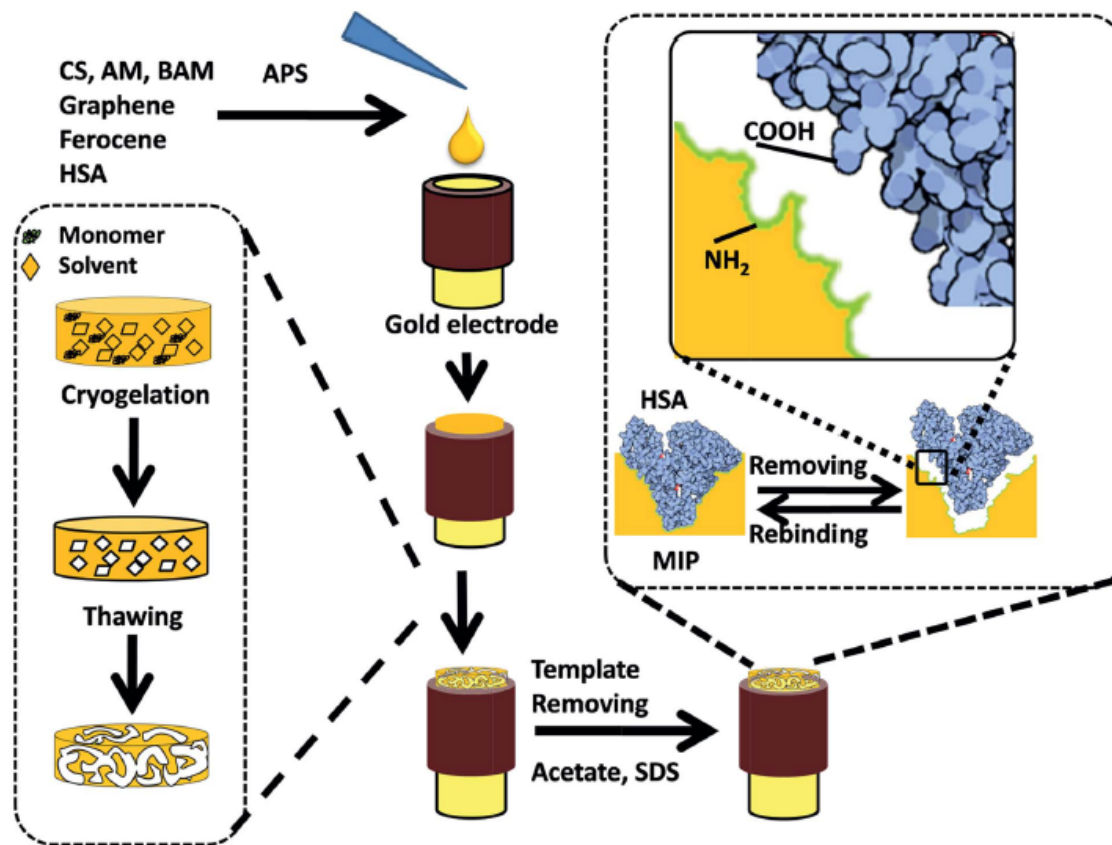 CS, AM, BAM
Graphene
Ferocene
HSA
APS
Gold electrode
Monomer
Solvent
Cryogelation
Thawing
Template
Removing
Acetate, SDS
COOH
NH₂
HSA
Removing
Rebinding
MIP